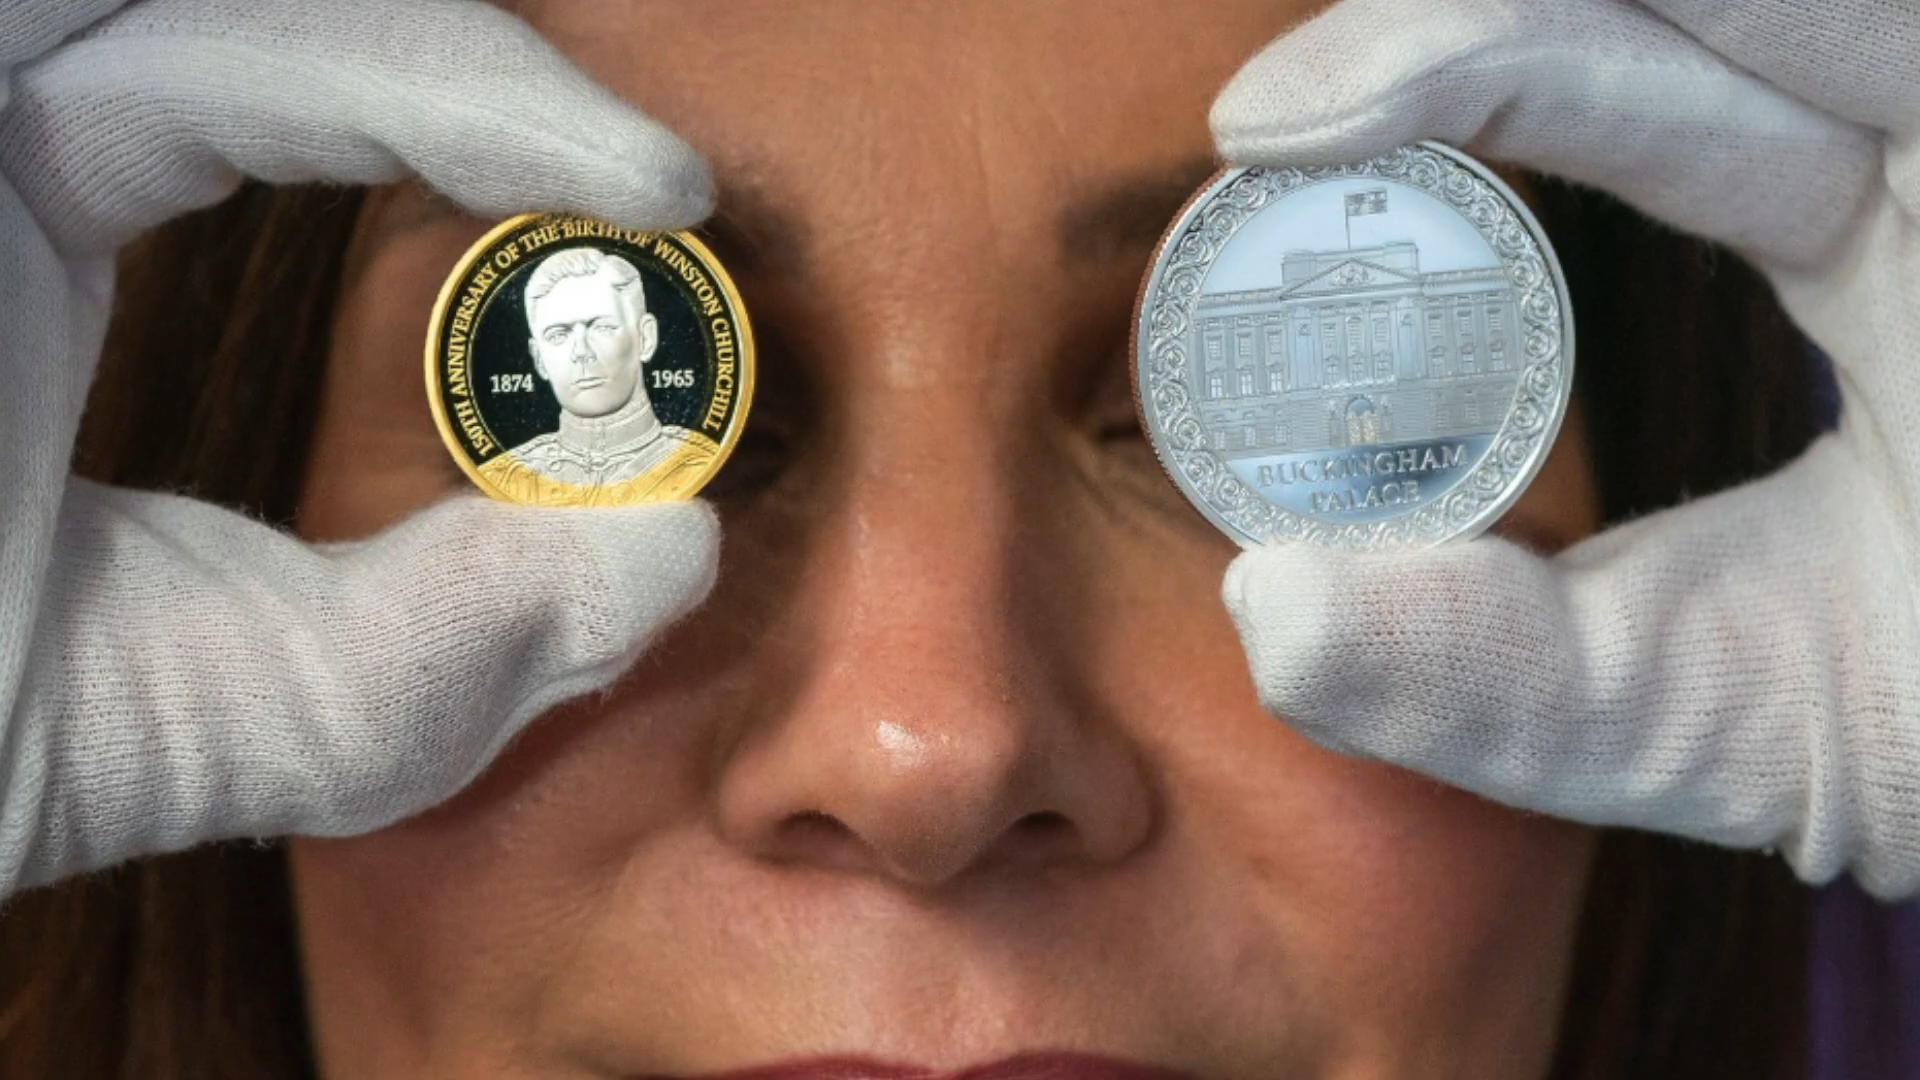 150TH ANNIVERSARY OF THE BIRTH OF WINSTON CHURCHILL
1874 1965
BUCKINGHAM
PALACE